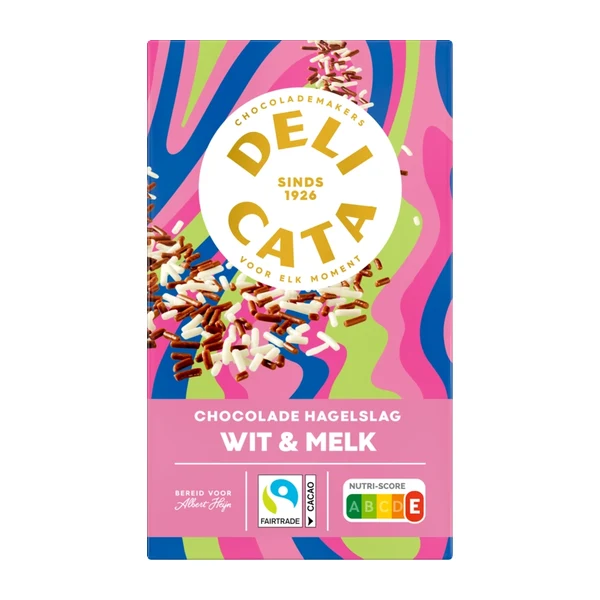 CHOCOLADEMAKERS
DELI
SINDS
1926
CATA
VOOR ELK MOMENT
CHOCOLADE HAGELSLAG
WIT & MELK
BEREID VOOR
Albert Heijn
FAIRTRADE
CACAO
NUTRI-SCORE
A B C D E